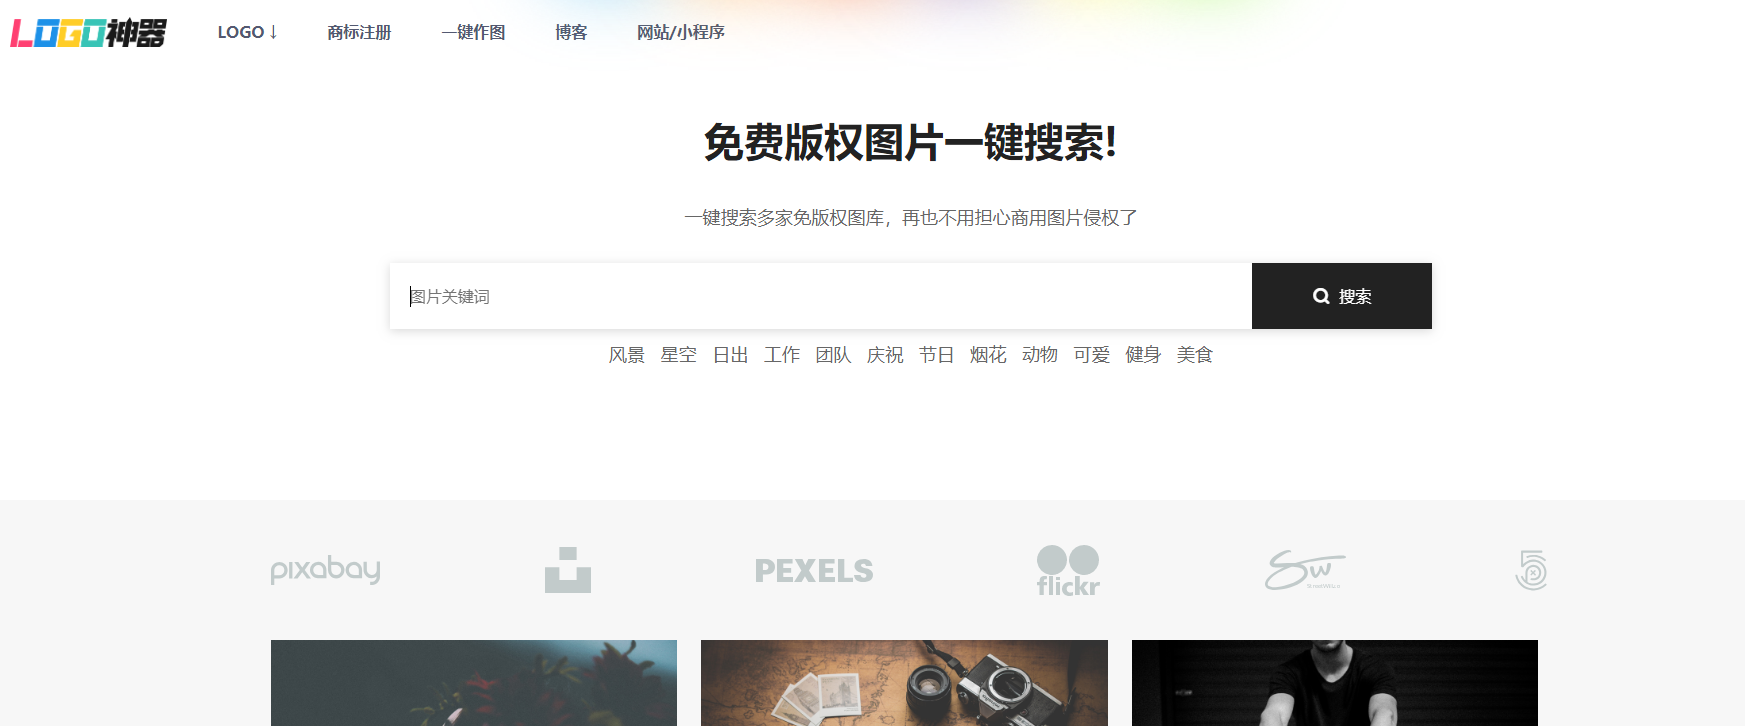 LOGO神器
LOGO ↓ 商标注册 一键作图 博客 网站/小程序
免费版权图片一键搜索!
一键搜索多家免版权图库，再也不用担心商用图片侵权了
图片关键词 搜索
风景 星空 日出 工作 团队 庆祝 节日 烟花 动物 可爱 健身 美食
pixabay PEXELS flickr Sw 5